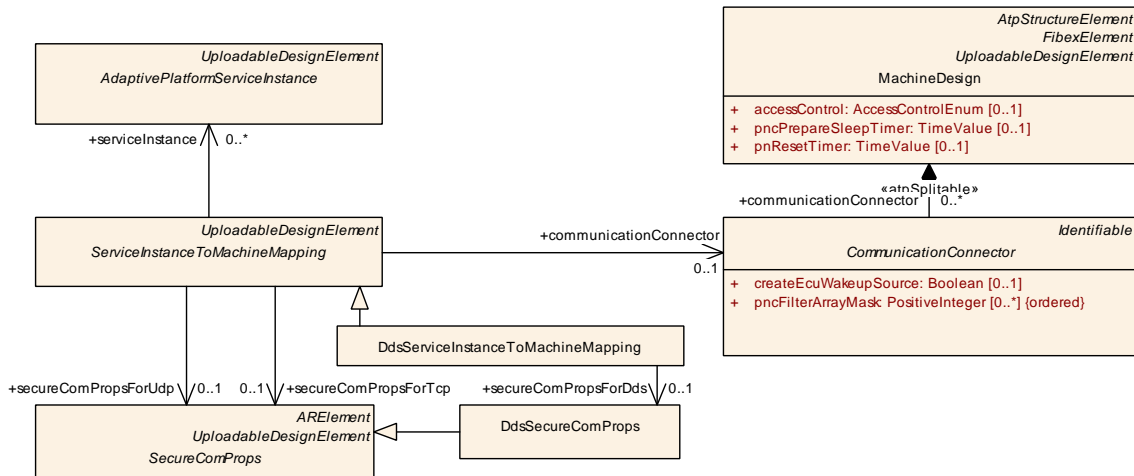 AtpStructureElement
FibexElement
UploadableDesignElement
MachineDesign
+ accessControl: AccessControlEnum [0..1]
+ pncPrepareSleepTimer: TimeValue [0..1]
+ pnResetTimer: TimeValue [0..1]
UploadableDesignElement
AdaptivePlatformServiceInstance
+serviceInstance 0..*
«atpSplitable»
+communicationConnector 0..*
UploadableDesignElement
ServiceInstanceToMachineMapping
+communicationConnector
0..1
Identifiable
CommunicationConnector
+ createEcuWakeupSource: Boolean [0..1]
+ pncFilterArrayMask: PositiveInteger [0..*] {ordered}
DdsServiceInstanceToMachineMapping
+secureComPropsForUdp 0..1
0..1 +secureComPropsForTcp
+secureComPropsForDds 0..1
ARElement
UploadableDesignElement
SecureComProps
DdsSecureComProps